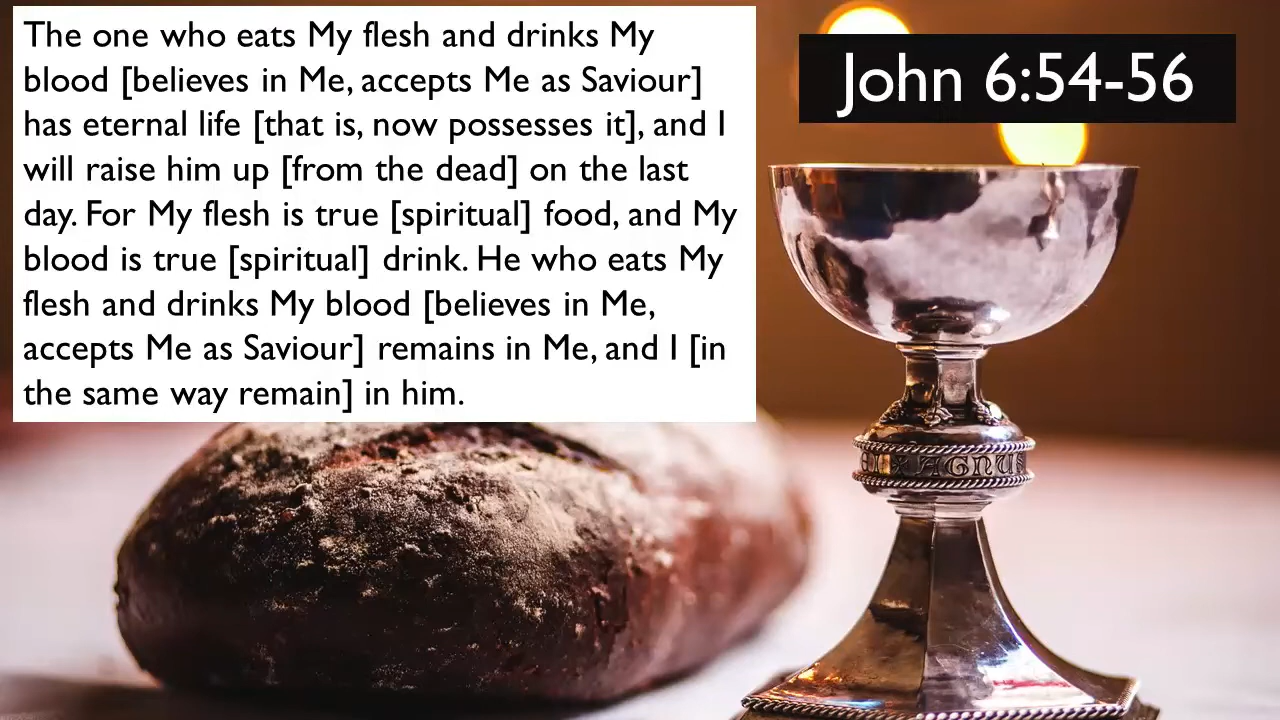 The one who eats My flesh and drinks My
blood [believes in Me, accepts Me as Saviour]
has eternal life [that is, now possesses it], and I
will raise him up [from the dead] on the last
day. For My flesh is true [spiritual] food, and My
blood is true [spiritual] drink. He who eats My
flesh and drinks My blood [believes in Me,
accepts Me as Saviour] remains in Me, and I [in
the same way remain] in him.
John 6:54-56
AGNUS